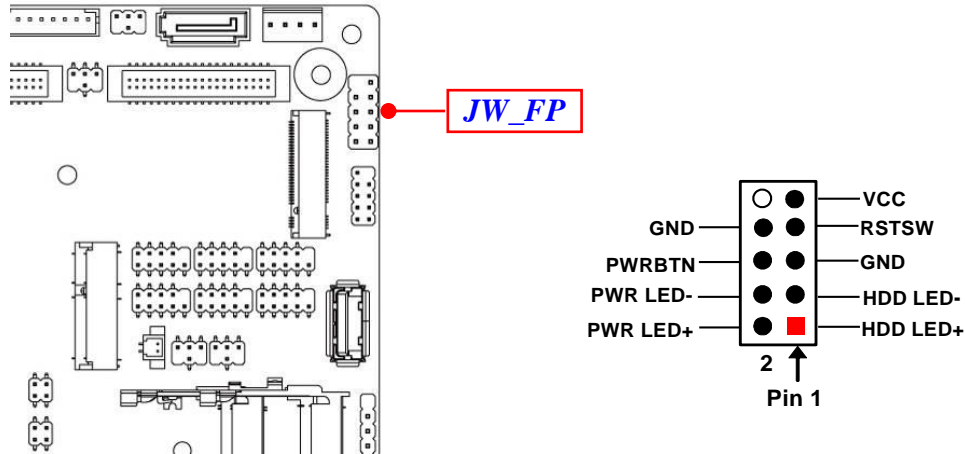 JW_FP
VCC
GND
RSTSW
PWRBTN
GND
PWR LED-
HDD LED-
PWR LED+
HDD LED+
2
Pin 1